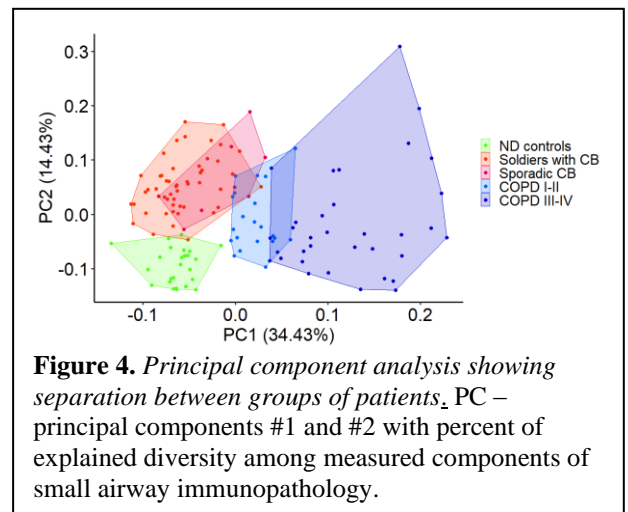 0.3
0.2
0.1
0.0
-0.1
PC2 (14.43%)
-0.1
0.0
0.1
0.2
PC1 (34.43%)
ND controls
Soldiers with CB
Sporadic CB
COPD I-II
COPD III-IV
Figure 4. Principal component analysis showing
separation between groups of patients. PC –
principal components #1 and #2 with percent of
explained diversity among measured components of
small airway immunopathology.